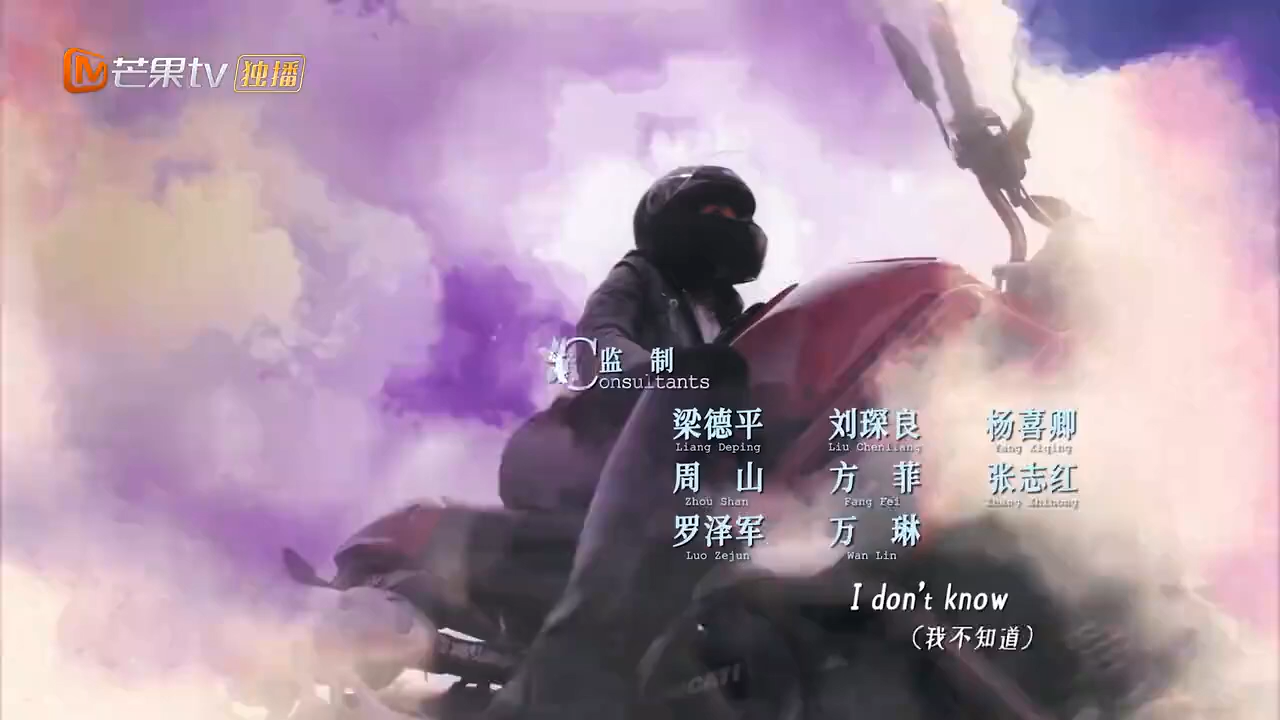 芒果tv 独播
监 制
Consultants
梁德平 刘琛良 杨喜卿
Liang Deping Liu Chenliang Yang Xiqing
周 山 方 菲 张志红
Zhou Shan Fang Fei Zhang Zhihong
罗泽军 万 琳
Luo Zejun Wan Lin
I don't know
(我不知道)
CATI